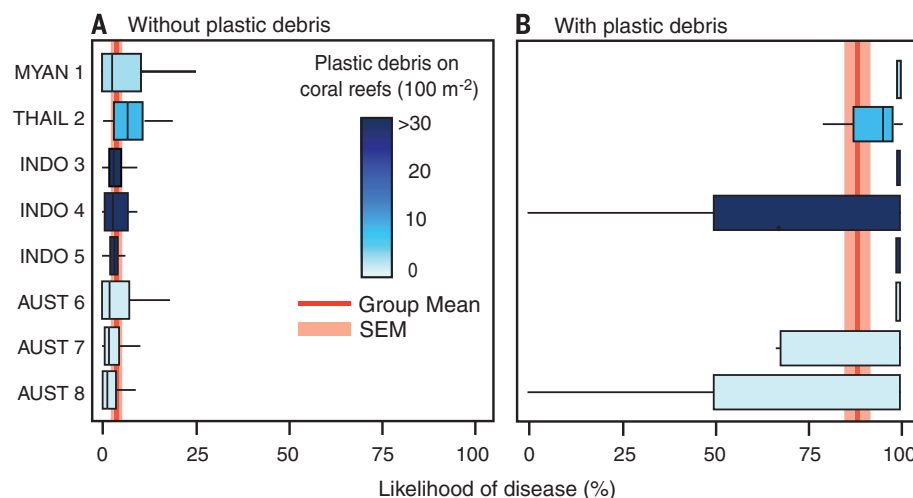 A Without plastic debris
B With plastic debris
MYAN 1
THAIL 2
INDO 3
INDO 4
INDO 5
AUST 6
AUST 7
AUST 8
Plastic debris on
coral reefs (100 m⁻²)
>30
20
10
0
Group Mean
SEM
0 25 50 75 100
0 25 50 75 100
Likelihood of disease (%)